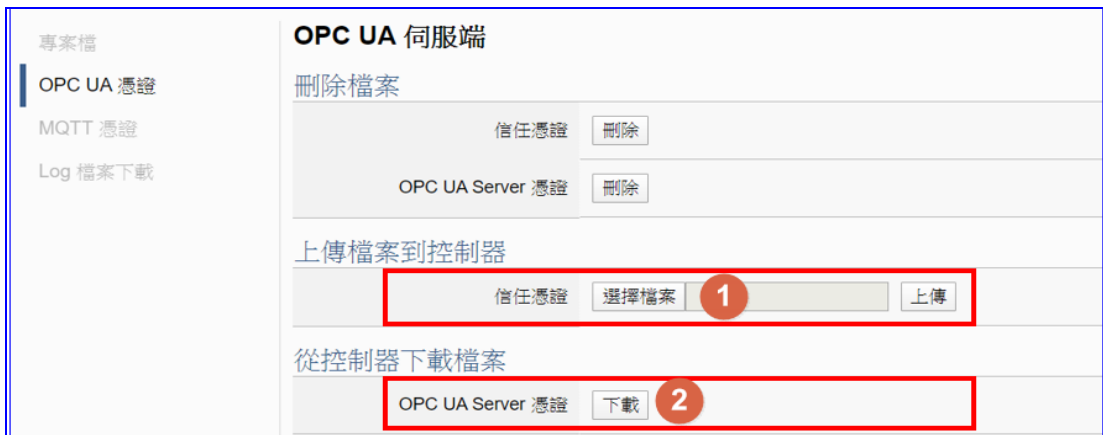 專案檔
OPC UA 憑證
MQTT 憑證
Log 檔案下載
OPC UA 伺服端
刪除檔案
信任憑證 刪除
OPC UA Server 憑證 刪除
上傳檔案到控制器
信任憑證 選擇檔案 1 上傳
從控制器下載檔案
OPC UA Server 憑證 下載 2